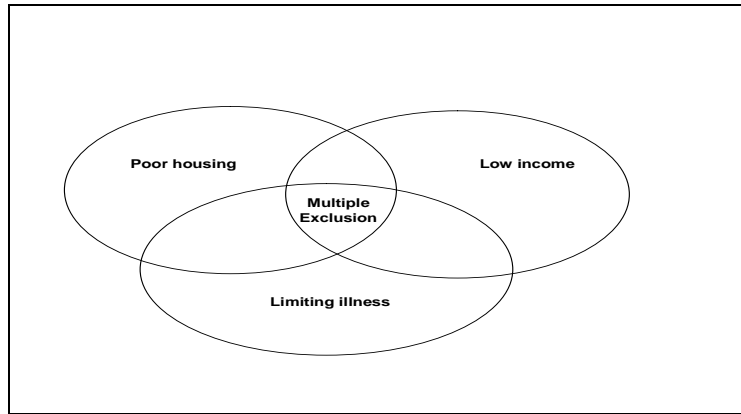 Poor housing
Low income
Multiple
Exclusion
Limiting illness